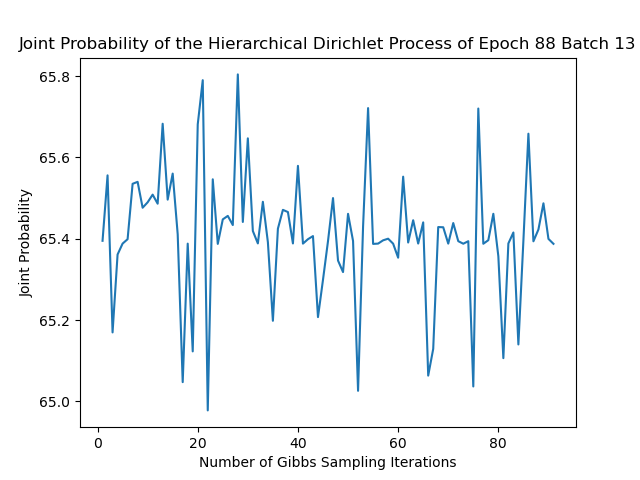 Joint Probability of the Hierarchical Dirichlet Process of Epoch 88 Batch 13
65.8
65.6
65.4
65.2
65.0
Joint Probability
0 20 40 60 80
Number of Gibbs Sampling Iterations